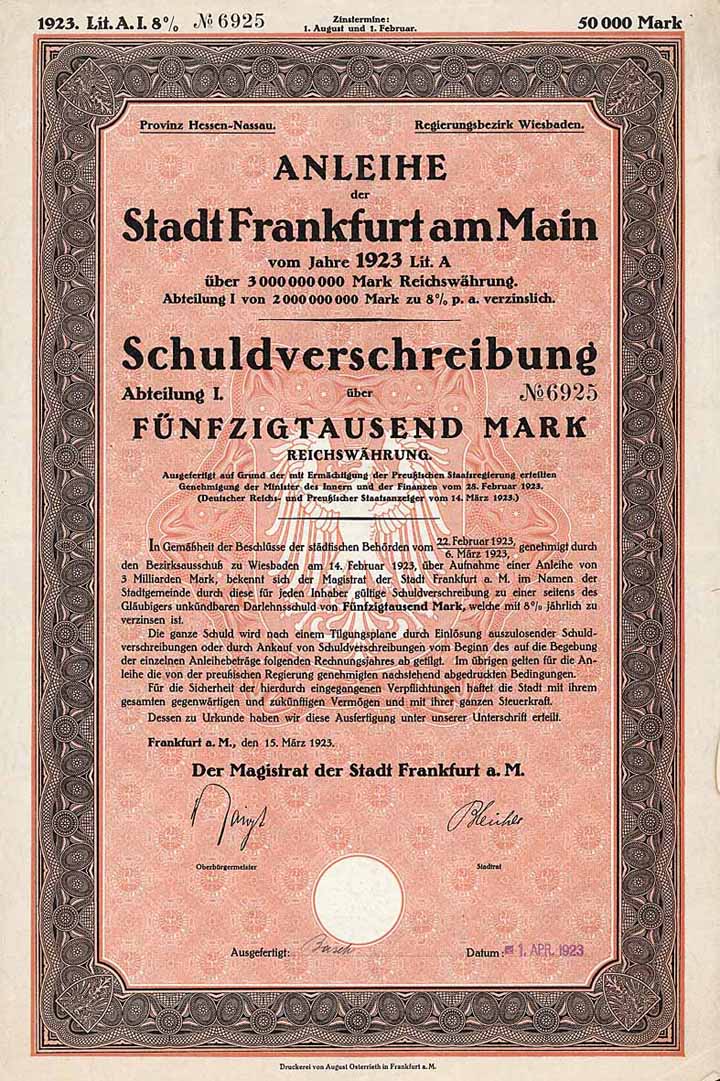 1923. Lit. A. I. 8% № 6925 Zinstermine: 50 000 Mark
1. August und 1. Februar.
Provinz Hessen-Nassau. Regierungsbezirk Wiesbaden.
ANLEIHE
der
Stadt Frankfurt am Main
vom Jahre 1923 Lit. A
über 3 000 000 000 Mark Reichswährung.
Abteilung I von 2 000 000 000 Mark zu 8% p. a. verzinslich.
Schuldverschreibung
Abteilung I. über № 6925
FÜNFZIGTAUSEND MARK
REICHSWÄHRUNG.
Ausgefertigt auf Grund der mit Ermächtigung der Preußischen Staatsregierung erteilten
Genehmigung der Minister des Innern und der Finanzen vom 28. Februar 1923.
(Deutscher Reichs- und Preußischer Staatsanzeiger vom 14. März 1923.)
In Gemäßheit der Beschlüsse der städtischen Behörden vom 22. Februar 1923, 6. März 1923, genehmigt durch
den Bezirksausschuß zu Wiesbaden am 14. Februar 1923, über Aufnahme einer Anleihe von
3 Milliarden Mark, bekennt sich der Magistrat der Stadt Frankfurt a. M. im Namen der
Stadtgemeinde durch diese für jeden Inhaber gültige Schuldverschreibung zu einer seitens des
Gläubigers unkündbaren Darlehnsschuld von Fünfzigtausend Mark, welche mit 8% jährlich zu
verzinsen ist.
Die ganze Schuld wird nach einem Tilgungsplane durch Einlösung auszulosender Schuld-
verschreibungen oder durch Ankauf von Schuldverschreibungen vom Beginn des auf die Begebung
der einzelnen Anleihebeträge folgenden Rechnungsjahres ab getilgt. Im übrigen gelten für die An-
leihe die von der preußischen Regierung genehmigten nachstehend abgedruckten Bedingungen.
Für die Sicherheit der hierdurch eingegangenen Verpflichtungen haftet die Stadt mit ihrem
gesamten gegenwärtigen und zukünftigen Vermögen und mit ihrer ganzen Steuerkraft.
Dessen zu Urkunde haben wir diese Ausfertigung unter unserer Unterschrift erteilt.
Frankfurt a. M., den 15. März 1923.
Der Magistrat der Stadt Frankfurt a. M.
Bleicher
Oberbürgermeister Stadtrat
Ausgefertigt: Datum: 1. APR. 1923
Druckerei von August Osterrieth in Frankfurt a. M.